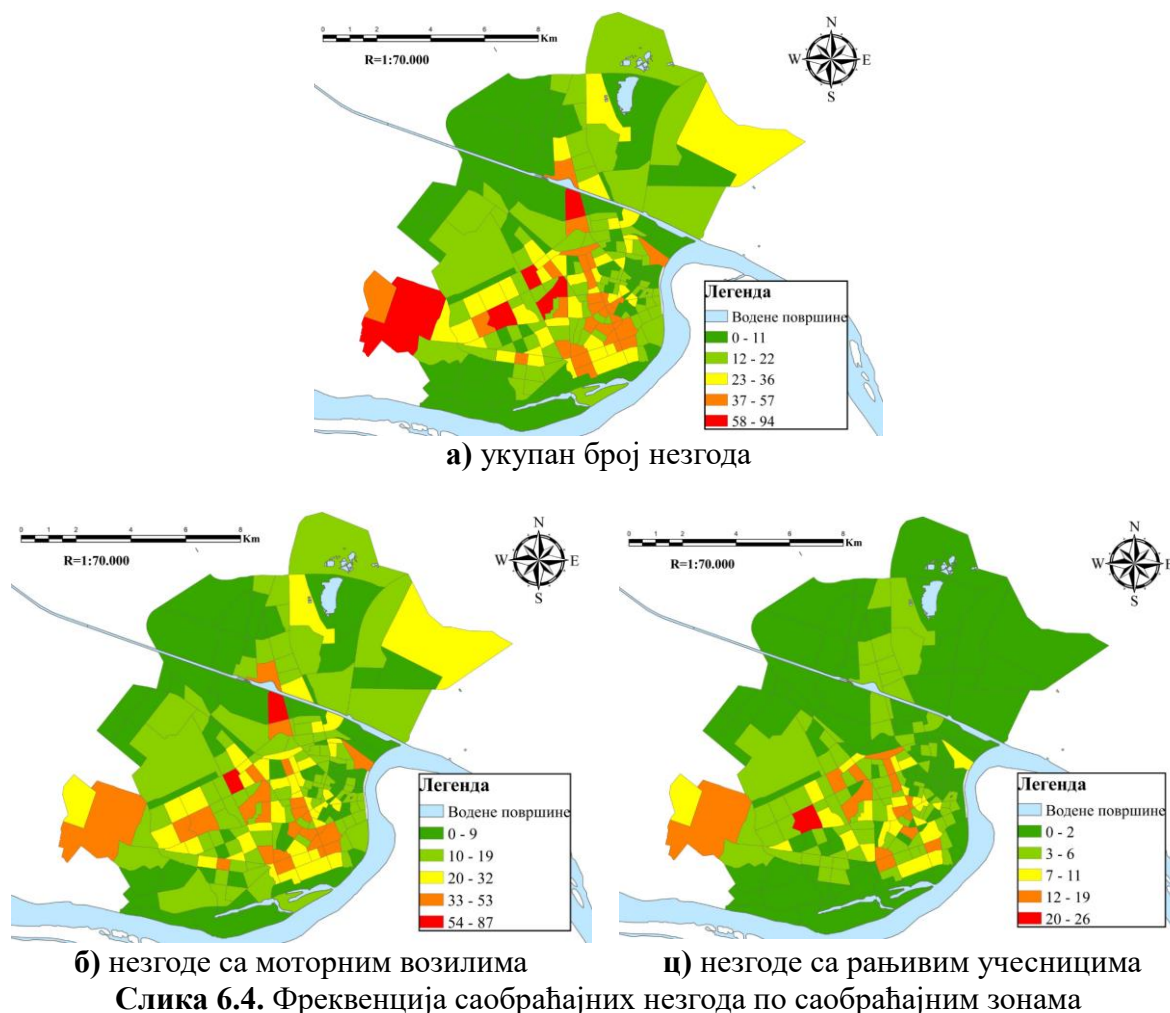 0 1 2 4 6 8
Km
R=1:70.000
N
W E
S
Легенда
Водене површине
0 - 11
12 - 22
23 - 36
37 - 57
58 - 94
а) укупан број незгода
0 1 2 4 6 8
Km
R=1:70.000
N
W E
S
Легенда
Водене површине
0 - 9
10 - 19
20 - 32
33 - 53
54 - 87
0 1 2 4 6 8
Km
R=1:70.000
N
W E
S
Легенда
Водене површине
0 - 2
3 - 6
7 - 11
12 - 19
20 - 26
б) незгоде са моторним возилима
ц) незгоде са рањивим учесницима
Слика 6.4. Фреквенција саобраћајних незгода по саобраћајним зонама